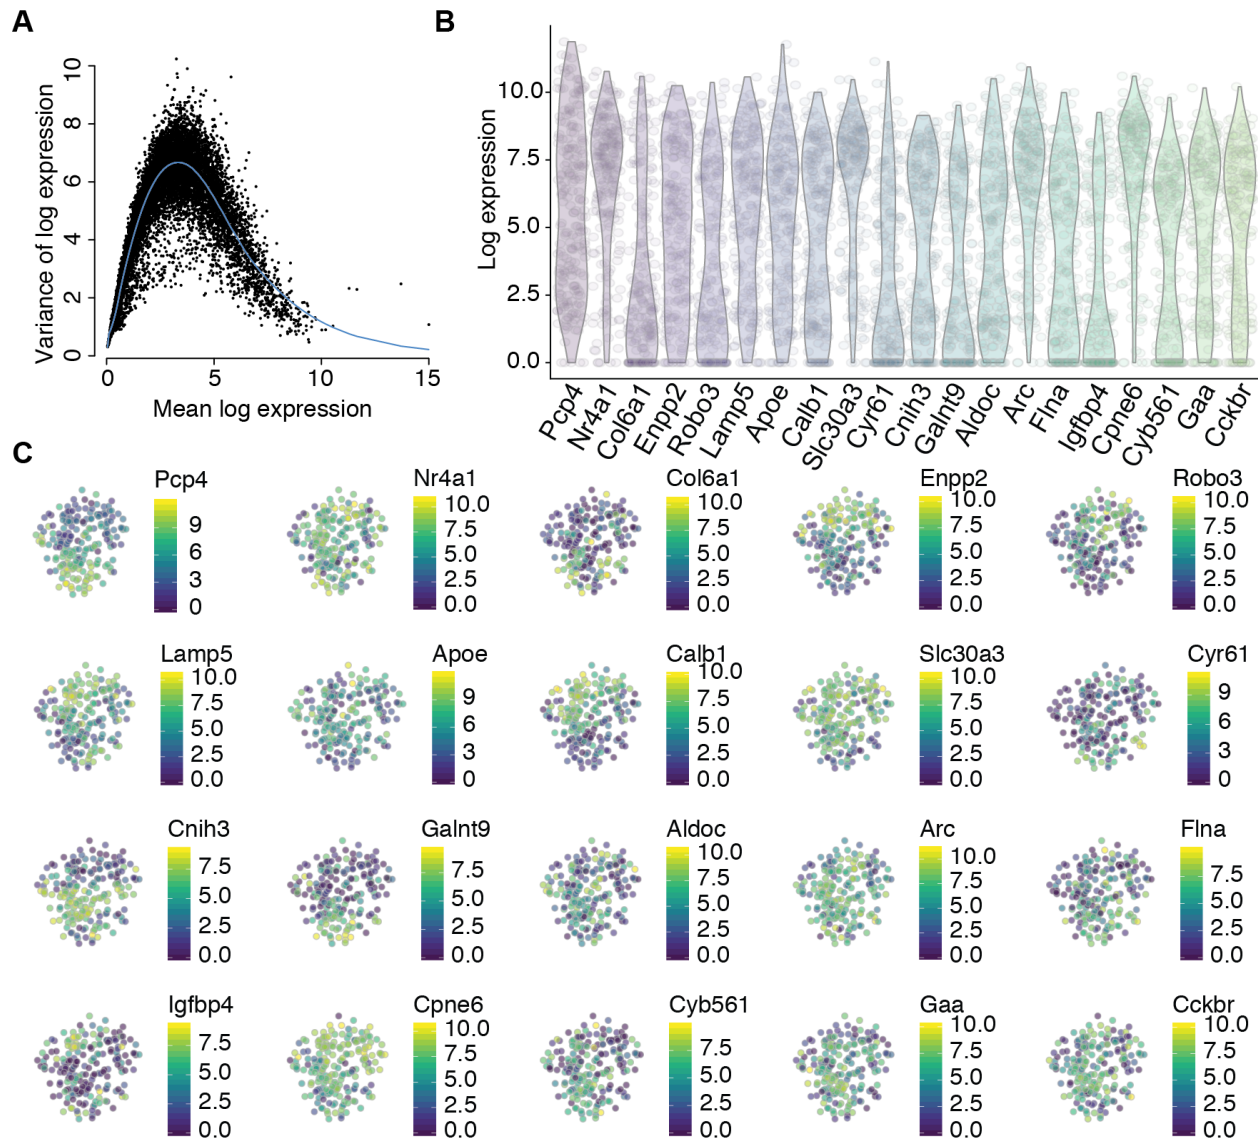 A
B
Variance of log expression
10
8
6
4
2
0
0 5 10 15
Mean log expression
Log expression
10.0
7.5
5.0
2.5
0.0
Pcp4
Nr4a1
Col6a1
Enpp2
Robo3
Lamp5
Apoe
Calb1
Slc30a3
Cyr61
Cnih3
Galnt9
Aldoc
Arc
Flna
Igfbp4
Cpne6
Cyb561
Gaa
Cckbr
C
Pcp4
9
6
3
0
Nr4a1
10.0
7.5
5.0
2.5
0.0
Col6a1
10.0
7.5
5.0
2.5
0.0
Enpp2
10.0
7.5
5.0
2.5
0.0
Robo3
10.0
7.5
5.0
2.5
0.0
Lamp5
10.0
7.5
5.0
2.5
0.0
Apoe
9
6
3
0
Calb1
10.0
7.5
5.0
2.5
0.0
Slc30a3
10.0
7.5
5.0
2.5
0.0
Cyr61
9
6
3
0
Cnih3
7.5
5.0
2.5
0.0
Galnt9
7.5
5.0
2.5
0.0
Aldoc
10.0
7.5
5.0
2.5
0.0
Arc
10.0
7.5
5.0
2.5
0.0
Flna
7.5
5.0
2.5
0.0
Igfbp4
7.5
5.0
2.5
0.0
Cpne6
10.0
7.5
5.0
2.5
0.0
Cyb561
7.5
5.0
2.5
0.0
Gaa
10.0
7.5
5.0
2.5
0.0
Cckbr
10.0
7.5
5.0
2.5
0.0